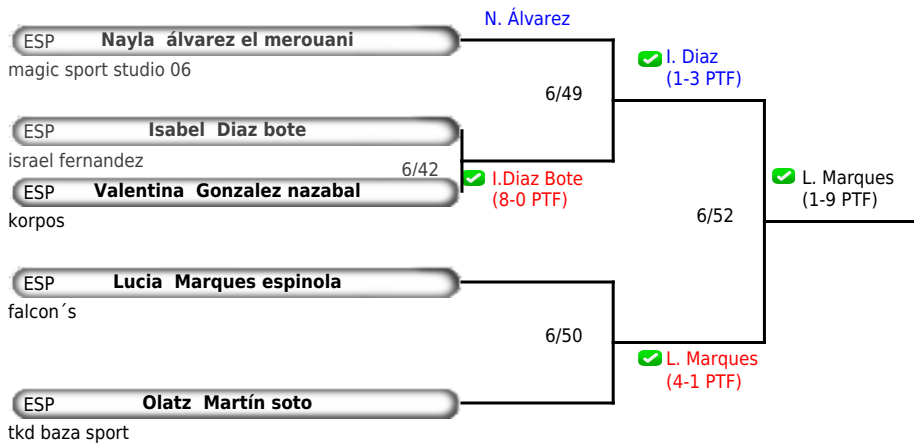 N. Álvarez
ESP Nayla álvarez el merouani
magic sport studio 06
I. Diaz
(1-3 PTF)
6/49
ESP Isabel Diaz bote
israel fernandez
6/42
I.Diaz Bote
(8-0 PTF)
ESP Valentina Gonzalez nazabal
korpos
L. Marques
(1-9 PTF)
6/52
ESP Lucia Marques espinola
falcon´s
6/50
L. Marques
(4-1 PTF)
ESP Olatz Martín soto
tkd baza sport